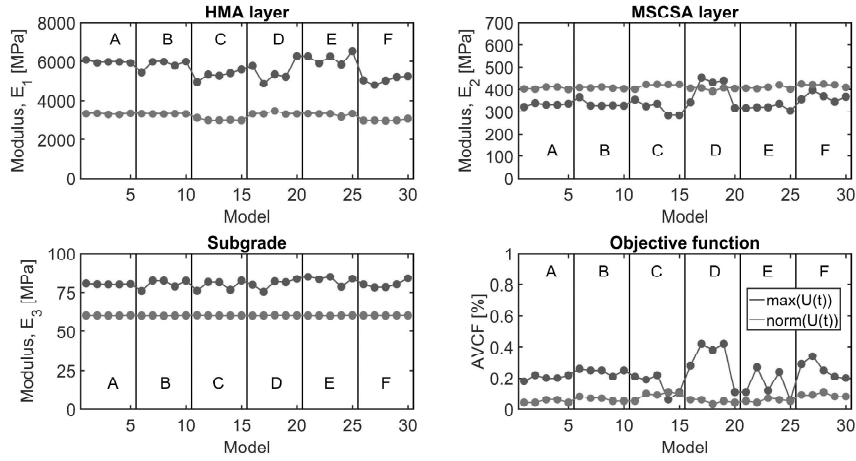 HMA layer
8000
6000
4000
2000
0
Modulus, E1 [MPa]
A B C D E F
5 10 15 20 25 30
Model
MSCSA layer
700
600
500
400
300
200
100
0
Modulus, E2 [MPa]
A B C D E F
5 10 15 20 25 30
Model
Subgrade
100
75
50
25
0
Modulus, E3 [MPa]
A B C D E F
5 10 15 20 25 30
Model
Objective function
1
0.8
0.6
0.4
0.2
0
AVCF [%]
A B C D E F
max(U(t))
norm(U(t))
5 10 15 20 25 30
Model